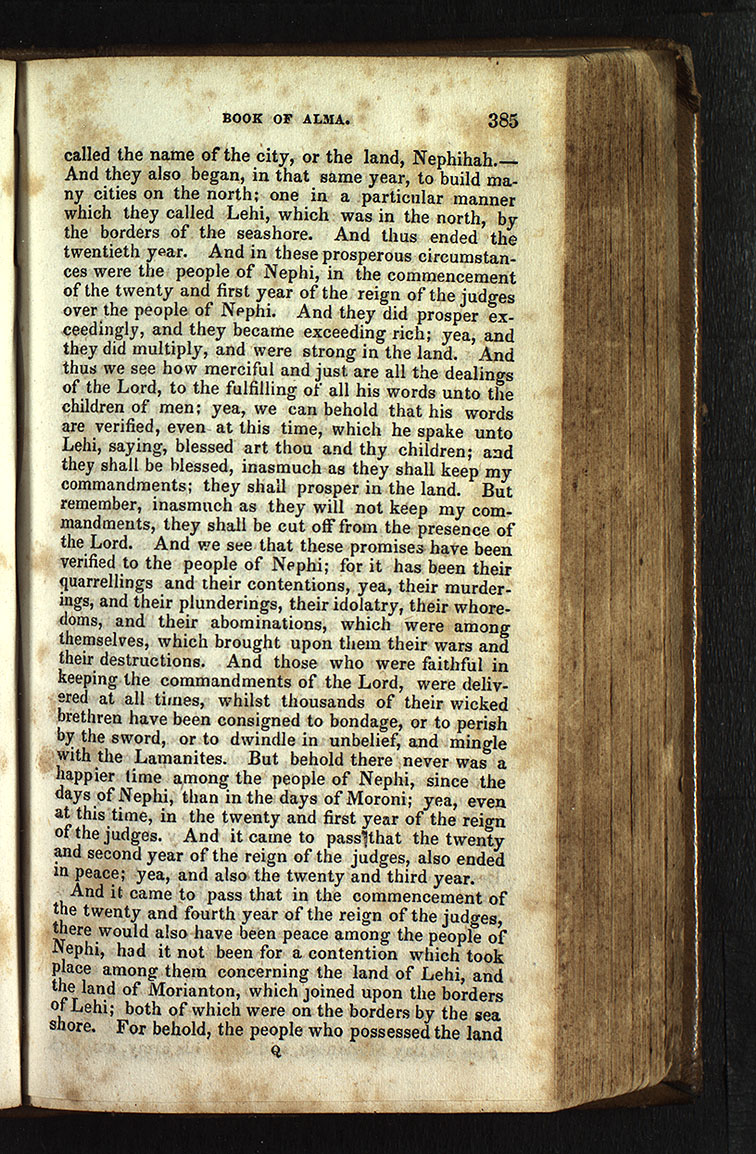 BOOK OF ALMA. 385
called the name of the city, or the land, Nephihah.—
And they also began, in that same year, to build ma-
ny cities on the north; one in a particular manner
which they called Lehi, which was in the north, by
the borders of the seashore. And thus ended the
twentieth year. And in these prosperous circumstan-
ces were the people of Nephi, in the commencement
of the twenty and first year of the reign of the judges
over the people of Nephi. And they did prosper ex-
ceedingly, and they became exceeding rich; yea, and
they did multiply, and were strong in the land. And
thus we see how merciful and just are all the dealings
of the Lord, to the fulfilling of all his words unto the
children of men; yea, we can behold that his words
are verified, even at this time, which he spake unto
Lehi, saying, blessed art thou and thy children; and
they shall be blessed, inasmuch as they shall keep my
commandments; they shall prosper in the land. But
remember, inasmuch as they will not keep my com-
mandments, they shall be cut off from the presence of
the Lord. And we see that these promises have been
verified to the people of Nephi; for it has been their
quarrellings and their contentions, yea, their murder-
ings, and their plunderings, their idolatry, their whore-
doms, and their abominations, which were among
themselves, which brought upon them their wars and
their destructions. And those who were faithful in
keeping the commandments of the Lord, were deliv-
ered at all times, whilst thousands of their wicked
brethren have been consigned to bondage, or to perish
by the sword, or to dwindle in unbelief, and mingle
with the Lamanites. But behold there never was a
happier time among the people of Nephi, since the
days of Nephi, than in the days of Moroni; yea, even
at this time, in the twenty and first year of the reign
of the judges. And it came to pass that the twenty
and second year of the reign of the judges, also ended
in peace; yea, and also the twenty and third year.
And it came to pass that in the commencement of
the twenty and fourth year of the reign of the judges,
there would also have been peace among the people of
Nephi, had it not been for a contention which took
place among them concerning the land of Lehi, and
the land of Morianton, which joined upon the borders
of Lehi; both of which were on the borders by the sea
shore. For behold, the people who possessed the land
Q